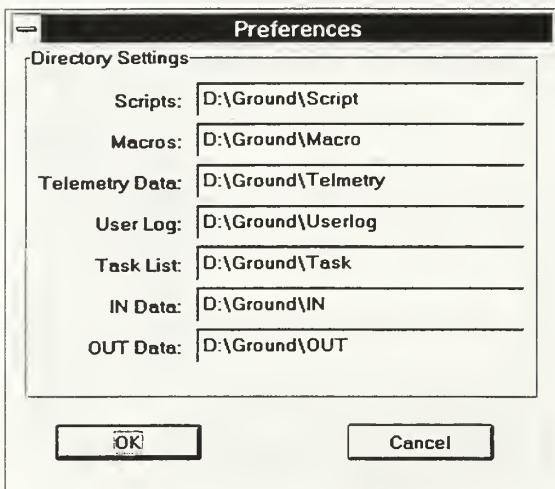 Preferences
Directory Settings
Scripts: D:\Ground\Script
Macros: D:\Ground\Macro
Telemetry Data: D:\Ground\Telmetry
User Log: D:\Ground\Userlog
Task List: D:\Ground\Task
IN Data: D:\Ground\IN
OUT Data: D:\Ground\OUT
OK Cancel